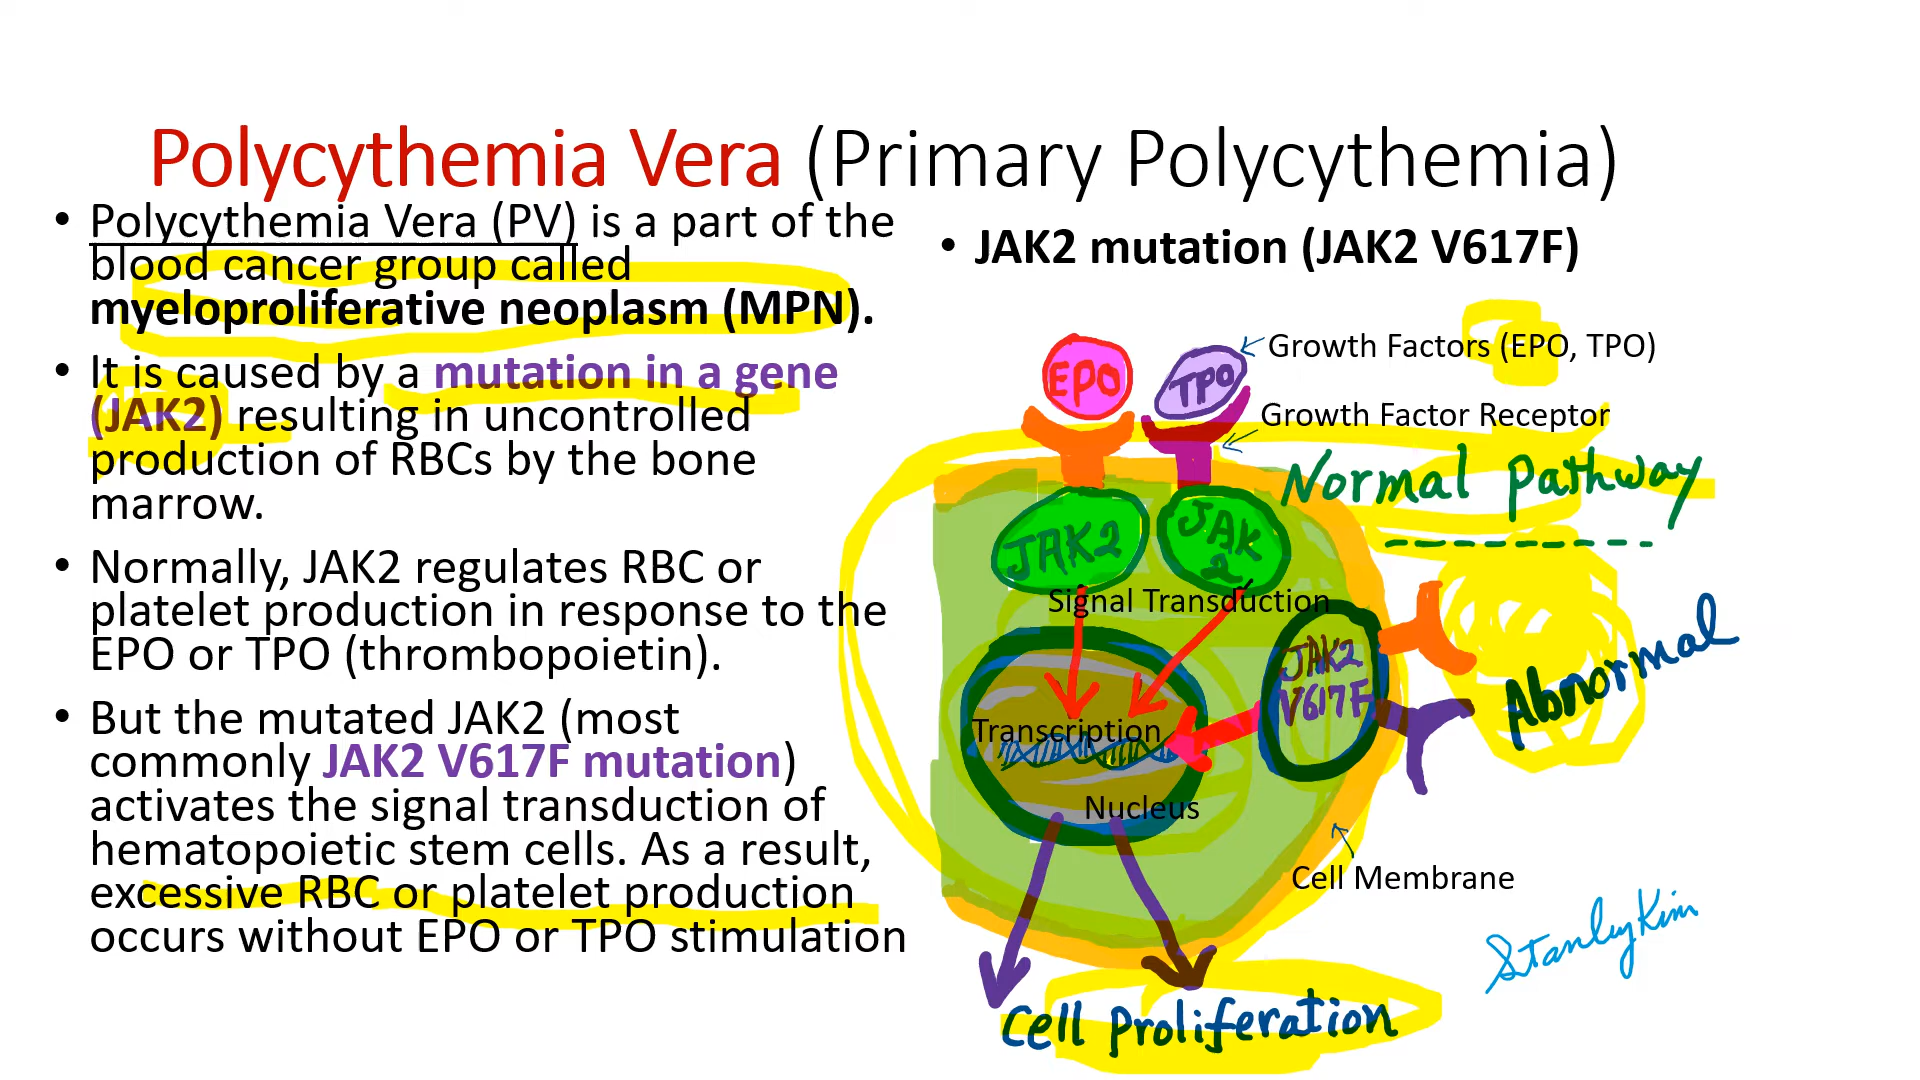 Polycythemia Vera (Primary Polycythemia)
• Polycythemia Vera (PV) is a part of the
blood cancer group called
myeloproliferative neoplasm (MPN).
• It is caused by a mutation in a gene
(JAK2) resulting in uncontrolled
production of RBCs by the bone
marrow.
• Normally, JAK2 regulates RBC or
platelet production in response to the
EPO or TPO (thrombopoietin).
• But the mutated JAK2 (most
commonly JAK2 V617F mutation)
activates the signal transduction of
hematopoietic stem cells. As a result,
excessive RBC or platelet production
occurs without EPO or TPO stimulation
• JAK2 mutation (JAK2 V617F)
Growth Factors (EPO, TPO)
EPO
TPO
Growth Factor Receptor
Normal Pathway
JAK2
JAK
2
Signal Transduction
JAK2
V617F
Abnormal
Transcription
Nucleus
Cell Membrane
Stanley Kim
Cell Proliferation